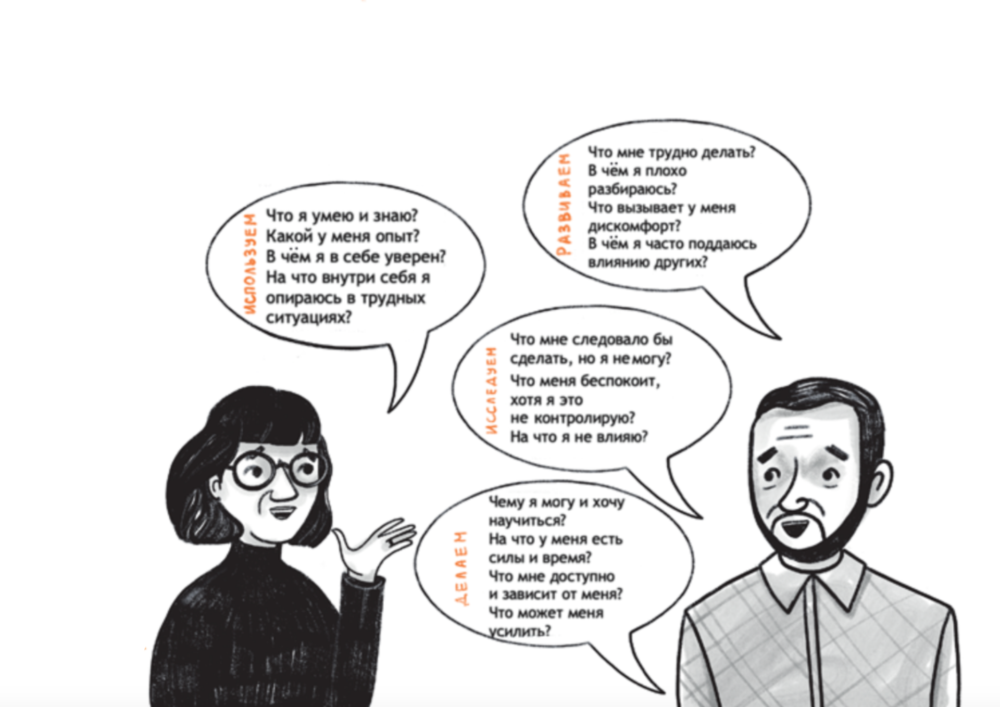 ИСПОЛЬЗУЕМ
Что я умею и знаю?
Какой у меня опыт?
В чём я в себе уверен?
На что внутри себя я
опираюсь в трудных
ситуациях?
РАЗВИВАЕМ
Что мне трудно делать?
В чём я плохо
разбираюсь?
Что вызывает у меня
дискомфорт?
В чём я часто поддаюсь
влиянию других?
ИССЛЕДУЕМ
Что мне следовало бы
сделать, но я не могу?
Что меня беспокоит,
хотя я это
не контролирую?
На что я не влияю?
ДЕЛАЕМ
Чему я могу и хочу
научиться?
На что у меня есть
силы и время?
Что мне доступно
и зависит от меня?
Что может меня
усилить?